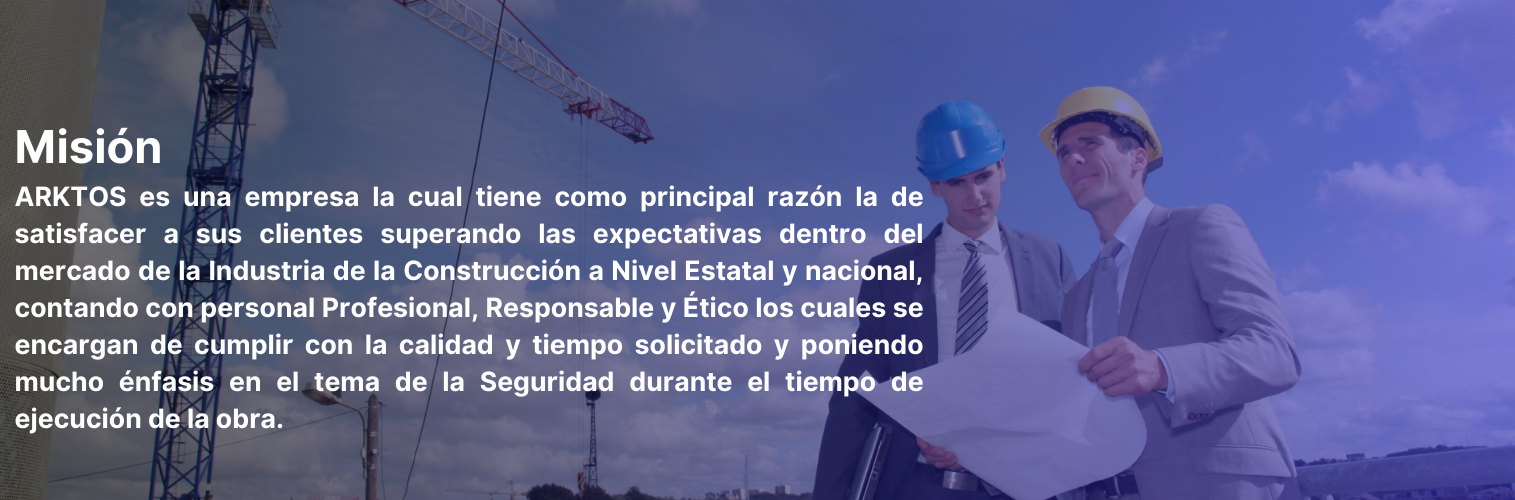 Misión
ARKTOS es una empresa la cual tiene como principal razón la de
satisfacer a sus clientes superando las expectativas dentro del
mercado de la Industria de la Construcción a Nivel Estatal y nacional,
contando con personal Profesional, Responsable y Ético los cuales se
encargan de cumplir con la calidad y tiempo solicitado y poniendo
mucho énfasis en el tema de la Seguridad durante el tiempo de
ejecución de la obra.